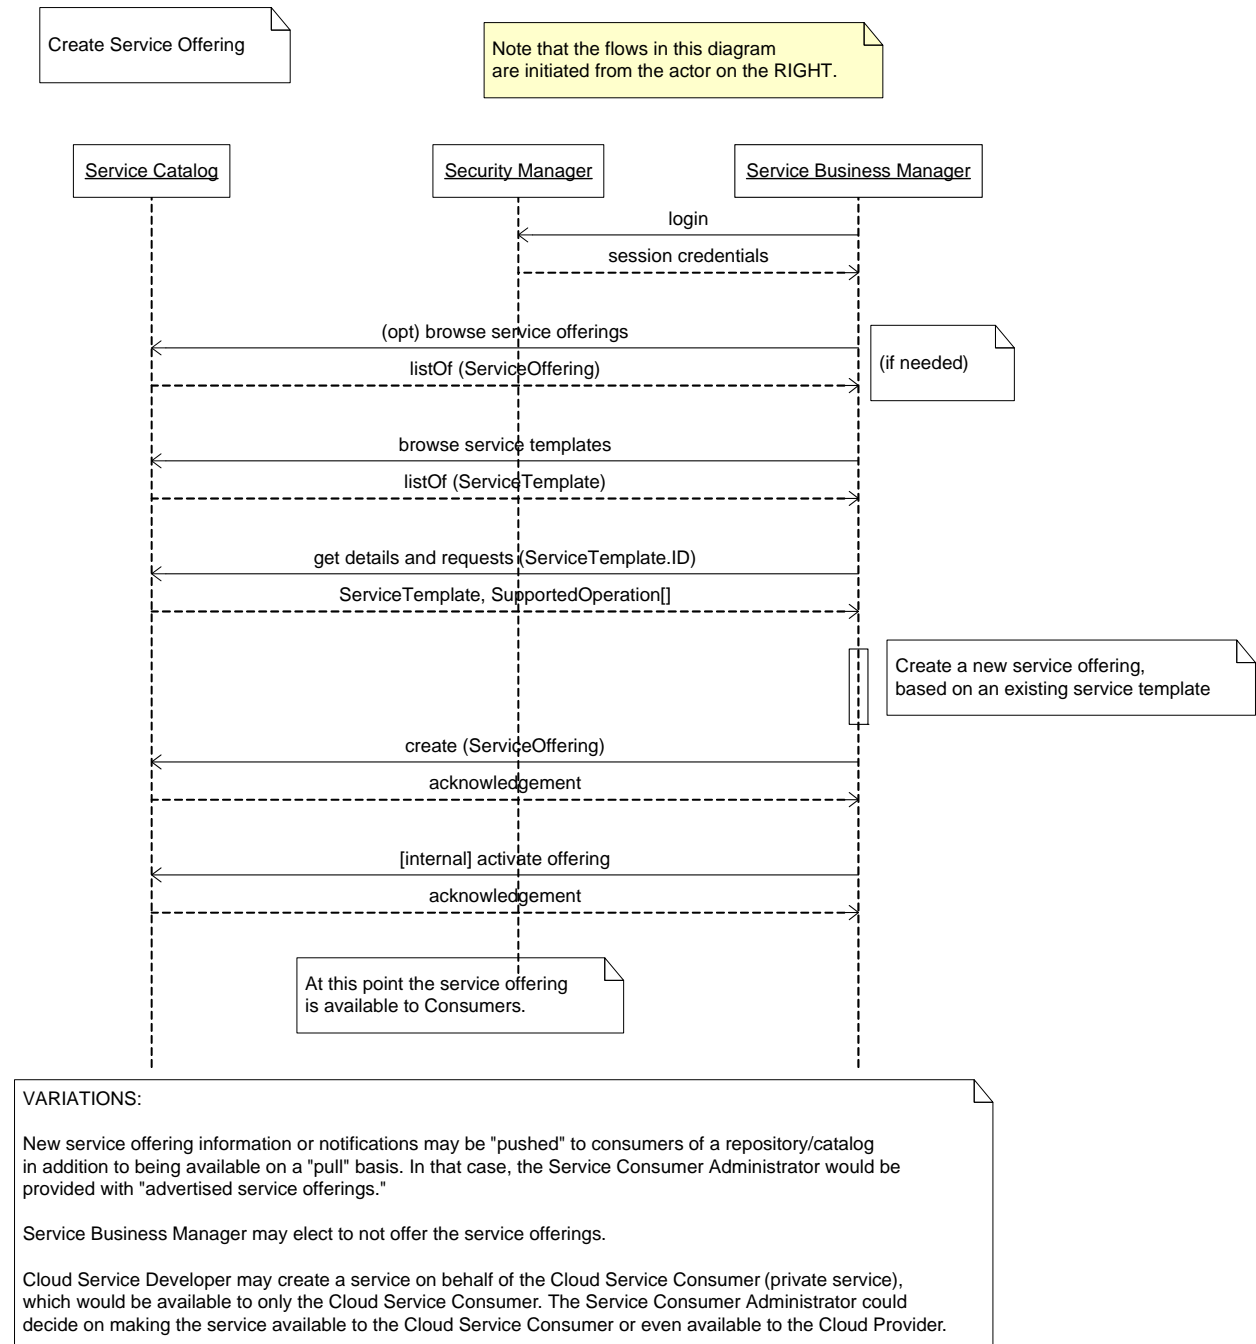 Create Service Offering
Note that the flows in this diagram
are initiated from the actor on the RIGHT.
Service Catalog
Security Manager
Service Business Manager
login
session credentials
(opt) browse service offerings
(if needed)
listOf (ServiceOffering)
browse service templates
listOf (ServiceTemplate)
get details and requests (ServiceTemplate.ID)
ServiceTemplate, SupportedOperation[]
Create a new service offering,
based on an existing service template
create (ServiceOffering)
acknowledgement
[internal] activate offering
acknowledgement
At this point the service offering
is available to Consumers.
VARIATIONS:
New service offering information or notifications may be "pushed" to consumers of a repository/catalog
in addition to being available on a "pull" basis. In that case, the Service Consumer Administrator would be
provided with "advertised service offerings."
Service Business Manager may elect to not offer the service offerings.
Cloud Service Developer may create a service on behalf of the Cloud Service Consumer (private service),
which would be available to only the Cloud Service Consumer. The Service Consumer Administrator could
decide on making the service available to the Cloud Service Consumer or even available to the Cloud Provider.